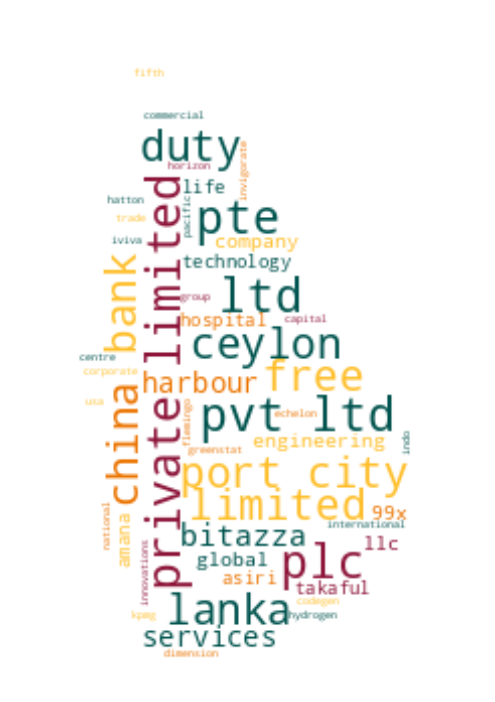 fifth
commercial
duty
invigorate
horizon
private limited
life
hatton
pacific
pte
trade
iviva
company
bank
technology
ltd
group
hospital
capital
ceylon
centre
corporate
harbour
free
china
usa
flemingo
pvt ltd
echelon
engineering
indo
greenstat
port city
limited
99x
national
amana
international
bitazza
llc
innovations
global
plc
asiri
takaful
codegen
lanka
kpmg
hydrogen
services
dimension